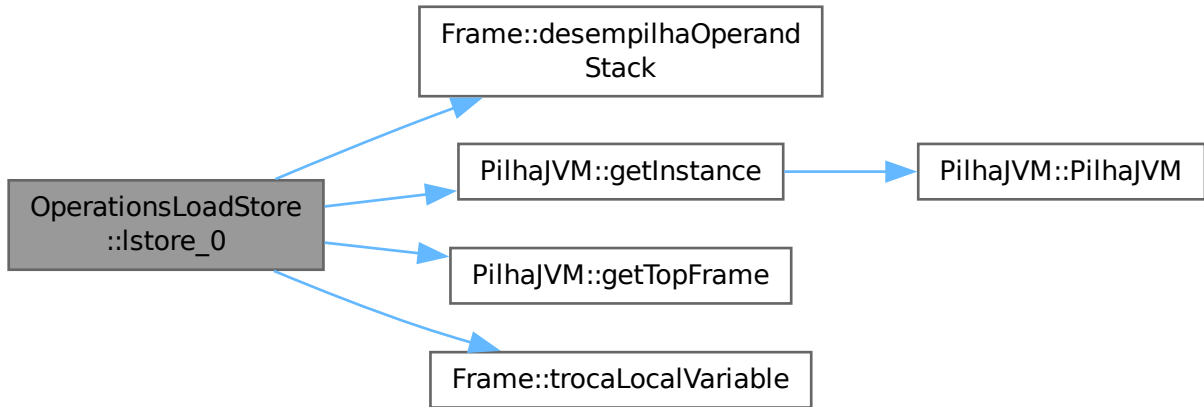 Frame::desempilhaOperand
Stack
PilhaJVM::getInstance
PilhaJVM::PilhaJVM
OperationsLoadStore
::lstore_0
PilhaJVM::getTopFrame
Frame::trocaLocalVariable